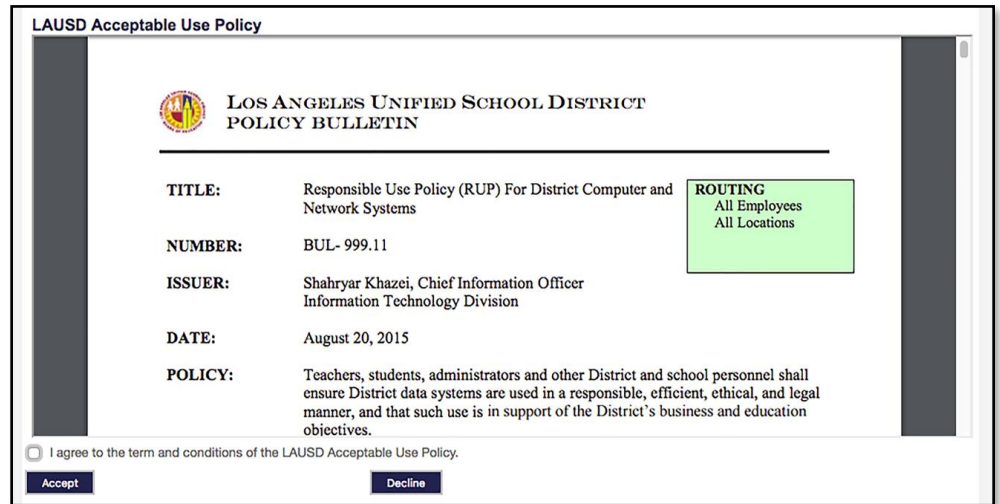 LAUSD Acceptable Use Policy
LOS ANGELES UNIFIED SCHOOL DISTRICT
POLICY BULLETIN
TITLE: Responsible Use Policy (RUP) For District Computer and
Network Systems
ROUTING
All Employees
All Locations
NUMBER: BUL- 999.11
ISSUER: Shahryar Khazei, Chief Information Officer
Information Technology Division
DATE: August 20, 2015
POLICY: Teachers, students, administrators and other District and school personnel shall
ensure District data systems are used in a responsible, efficient, ethical, and legal
manner, and that such use is in support of the District's business and education
objectives.
I agree to the term and conditions of the LAUSD Acceptable Use Policy.
Accept Decline